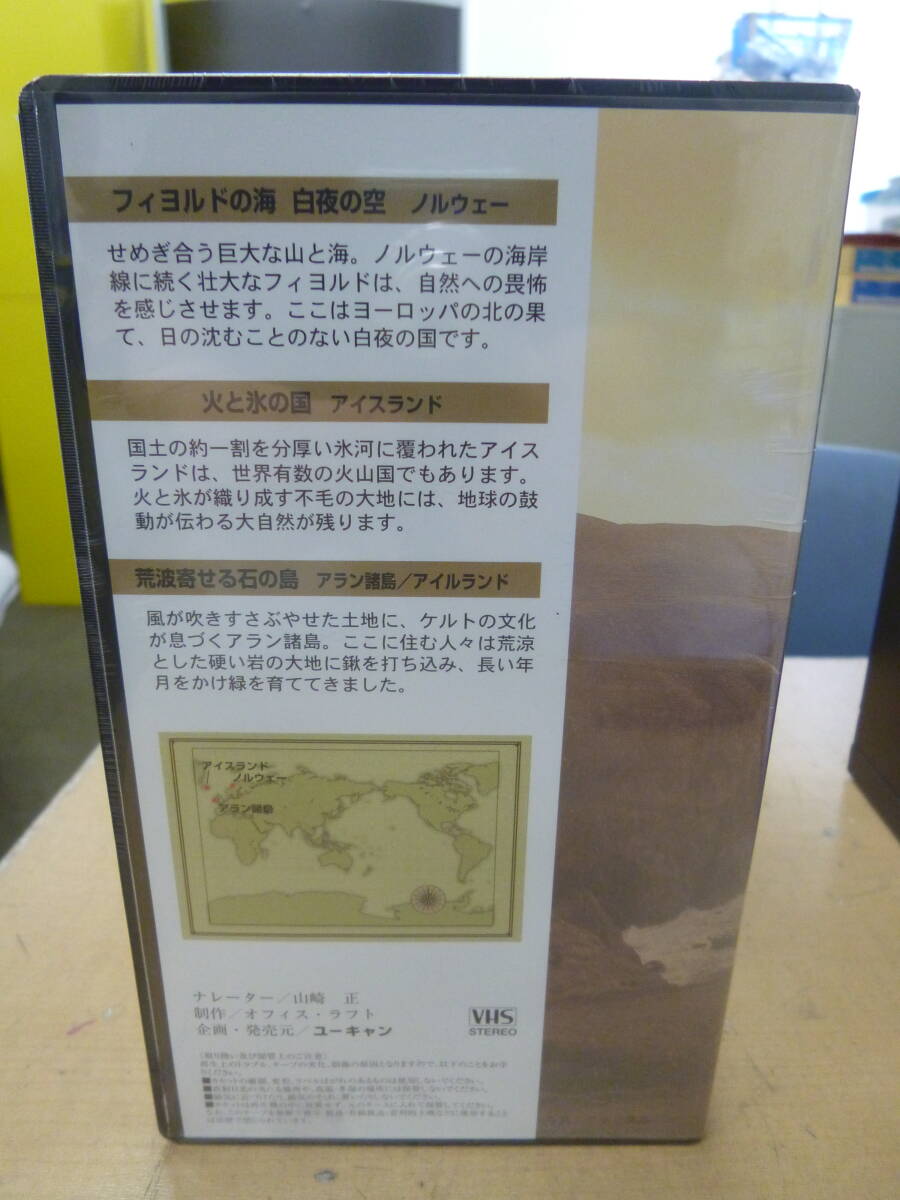 フィヨルドの海 白夜の空 ノルウェー
せめぎ合う巨大な山と海。ノルウェーの海岸
線に続く壮大なフィヨルドは、自然への畏怖
を感じさせます。ここはヨーロッパの北の果
て、日の沈むことのない白夜の国です。
火と氷の国 アイスランド
国土の約一割を分厚い氷河に覆われたアイス
ランドは、世界有数の火山国でもあります。
火と氷が織り成す不毛の大地には、地球の鼓
動が伝わる大自然が残ります。
荒波寄せる石の島 アラン諸島／アイルランド
風が吹きすさぶやせた土地に、ケルトの文化
が息づくアラン諸島。ここに住む人々は荒涼
とした硬い岩の大地に鍬を打ち込み、長い年
月をかけ緑を育ててきました。
アイスランド
ノルウェー
アラン諸島
ナレーター／山崎 正
制作／オフィス・ラフト
企画・発売元／ユーキャン
VHS
STEREO